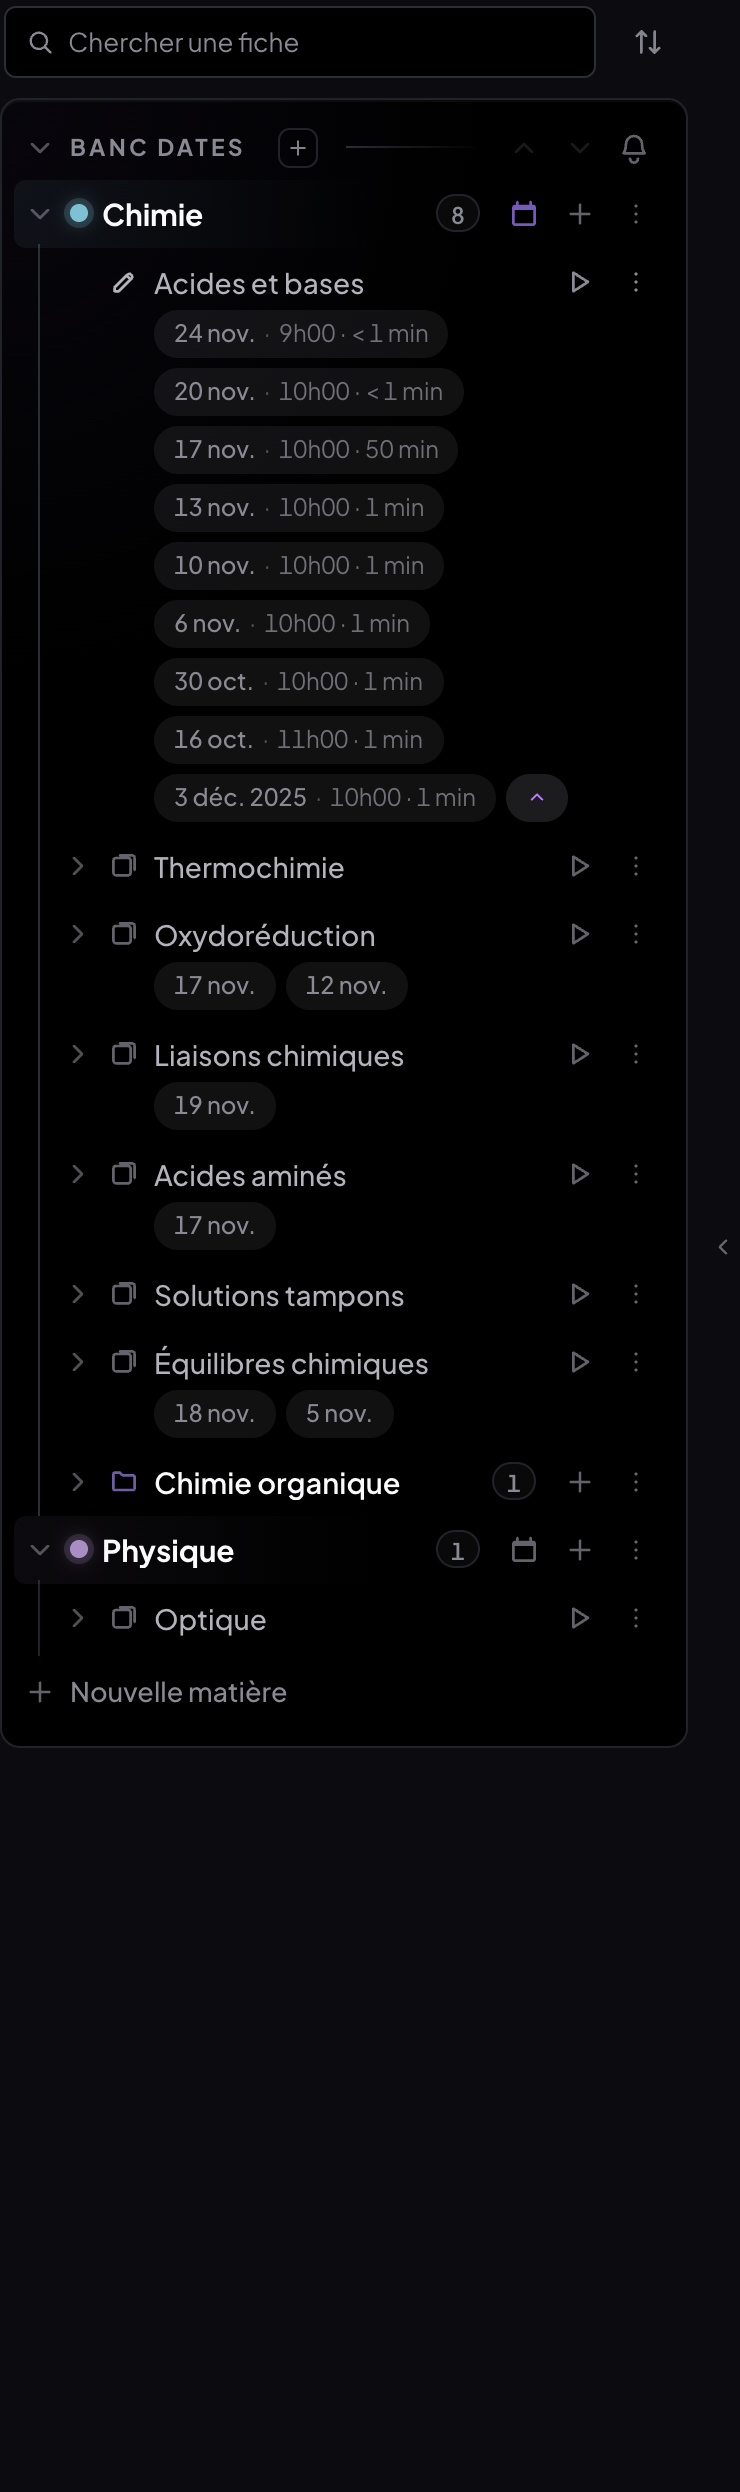 Chercher une fiche
BANC DATES
Chimie 8
Acides et bases
24 nov. · 9h00 · < 1 min
20 nov. · 10h00 · < 1 min
17 nov. · 10h00 · 50 min
13 nov. · 10h00 · 1 min
10 nov. · 10h00 · 1 min
6 nov. · 10h00 · 1 min
30 oct. · 10h00 · 1 min
16 oct. · 11h00 · 1 min
3 déc. 2025 · 10h00 · 1 min
Thermochimie
Oxydoréduction
17 nov. 12 nov.
Liaisons chimiques
19 nov.
Acides aminés
17 nov.
Solutions tampons
Équilibres chimiques
18 nov. 5 nov.
Chimie organique 1
Physique 1
Optique
Nouvelle matière